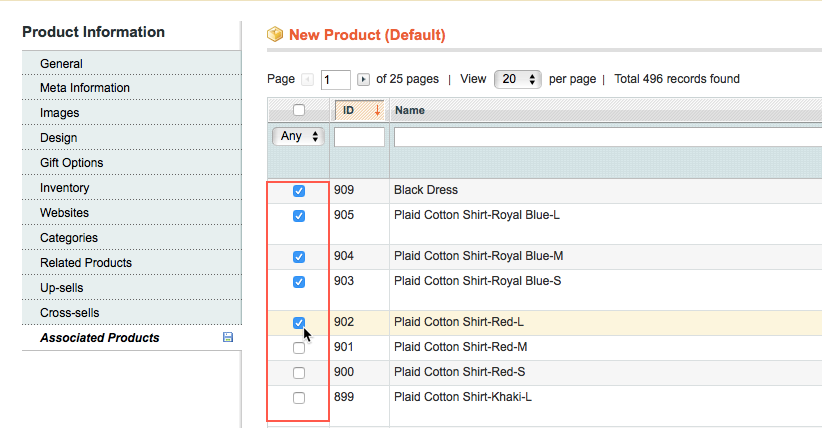 Product Information
General
Meta Information
Images
Design
Gift Options
Inventory
Websites
Categories
Related Products
Up-sells
Cross-sells
Associated Products
New Product (Default)
Page 1 of 25 pages | View 20 per page | Total 496 records found
ID Name
Any
909 Black Dress
905 Plaid Cotton Shirt-Royal Blue-L
904 Plaid Cotton Shirt-Royal Blue-M
903 Plaid Cotton Shirt-Royal Blue-S
902 Plaid Cotton Shirt-Red-L
901 Plaid Cotton Shirt-Red-M
900 Plaid Cotton Shirt-Red-S
899 Plaid Cotton Shirt-Khaki-L